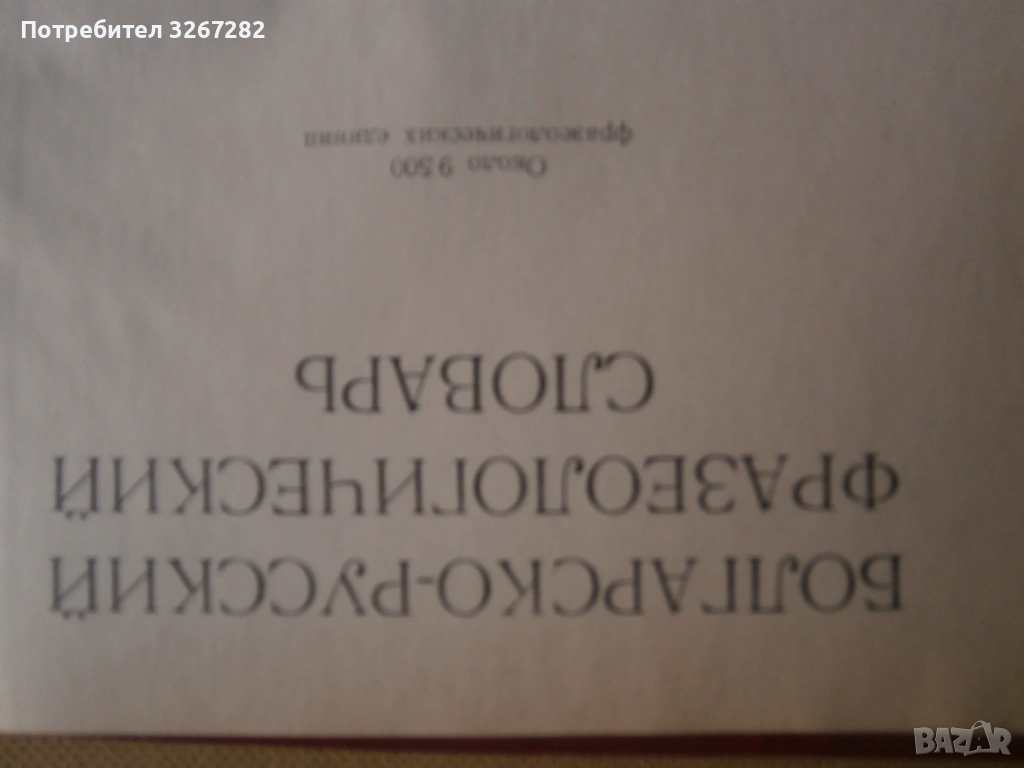 Потребител 3267282
БОЛГАРСКО-РУССКИЙ
ФРАЗЕОЛОГИЧЕСКИЙ
СЛОВАРЬ
Около 9 500
фразеологических единиц
BAZAR